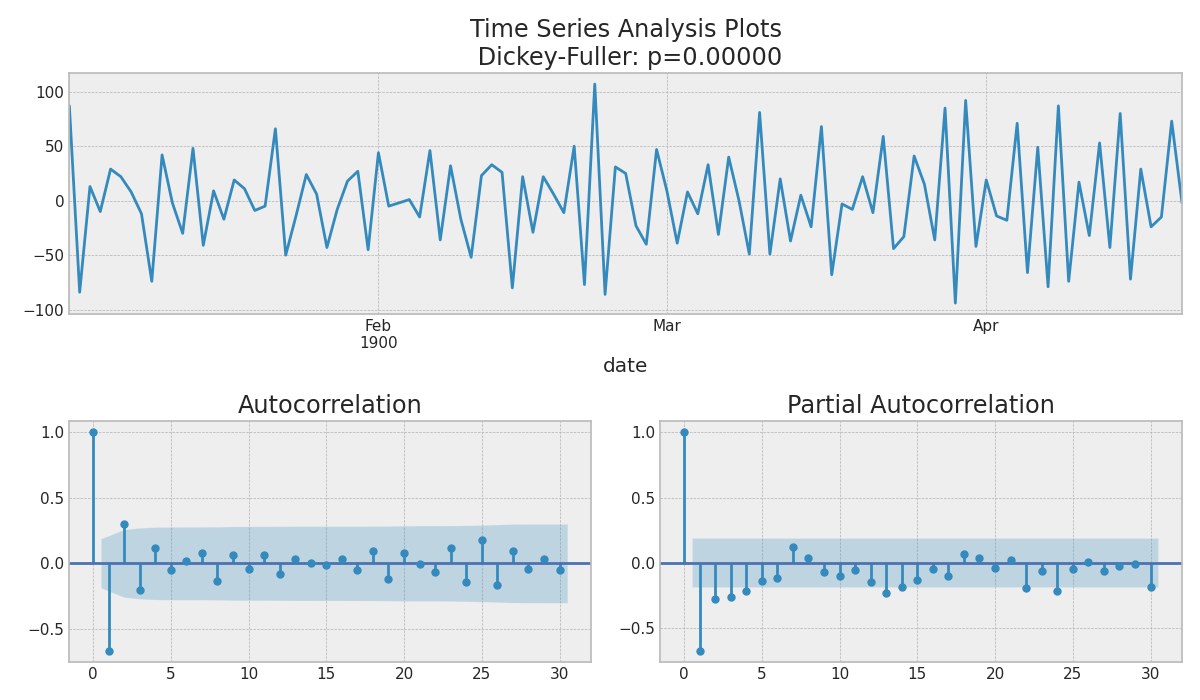 Time Series Analysis Plots
Dickey-Fuller: p=0.00000
100
50
0
−50
−100
Feb
1900
Mar
Apr
date
Autocorrelation
1.0
0.5
0.0
−0.5
0 5 10 15 20 25 30
Partial Autocorrelation
1.0
0.5
0.0
−0.5
0 5 10 15 20 25 30